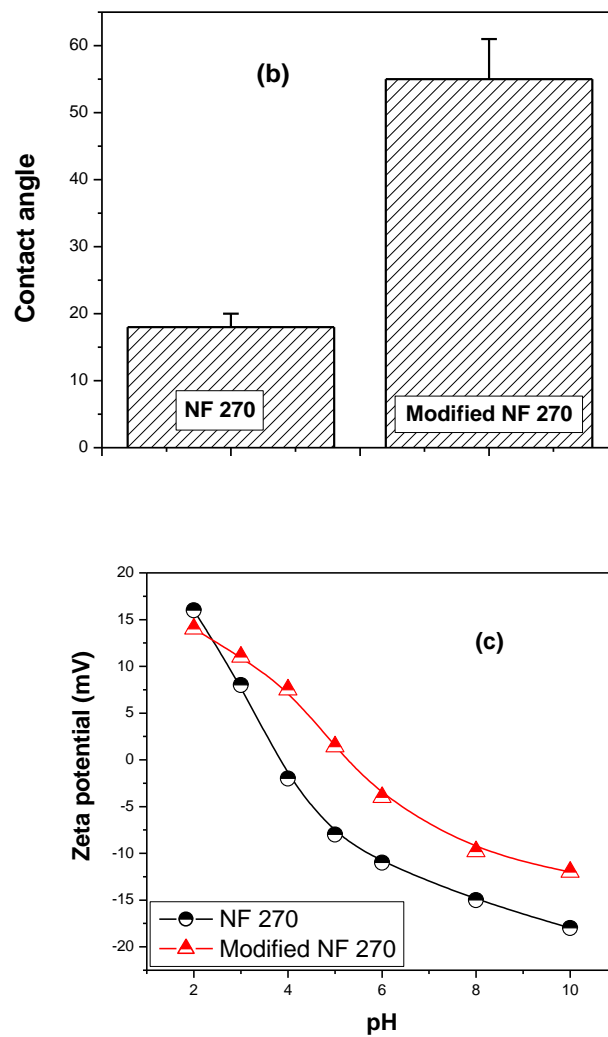 60
(b)
50
40
30
20
10
0
Contact angle
NF 270
Modified NF 270
20
15
(c)
10
5
0
-5
-10
-15
-20
Zeta potential (mV)
NF 270
Modified NF 270
2 4 6 8 10
pH